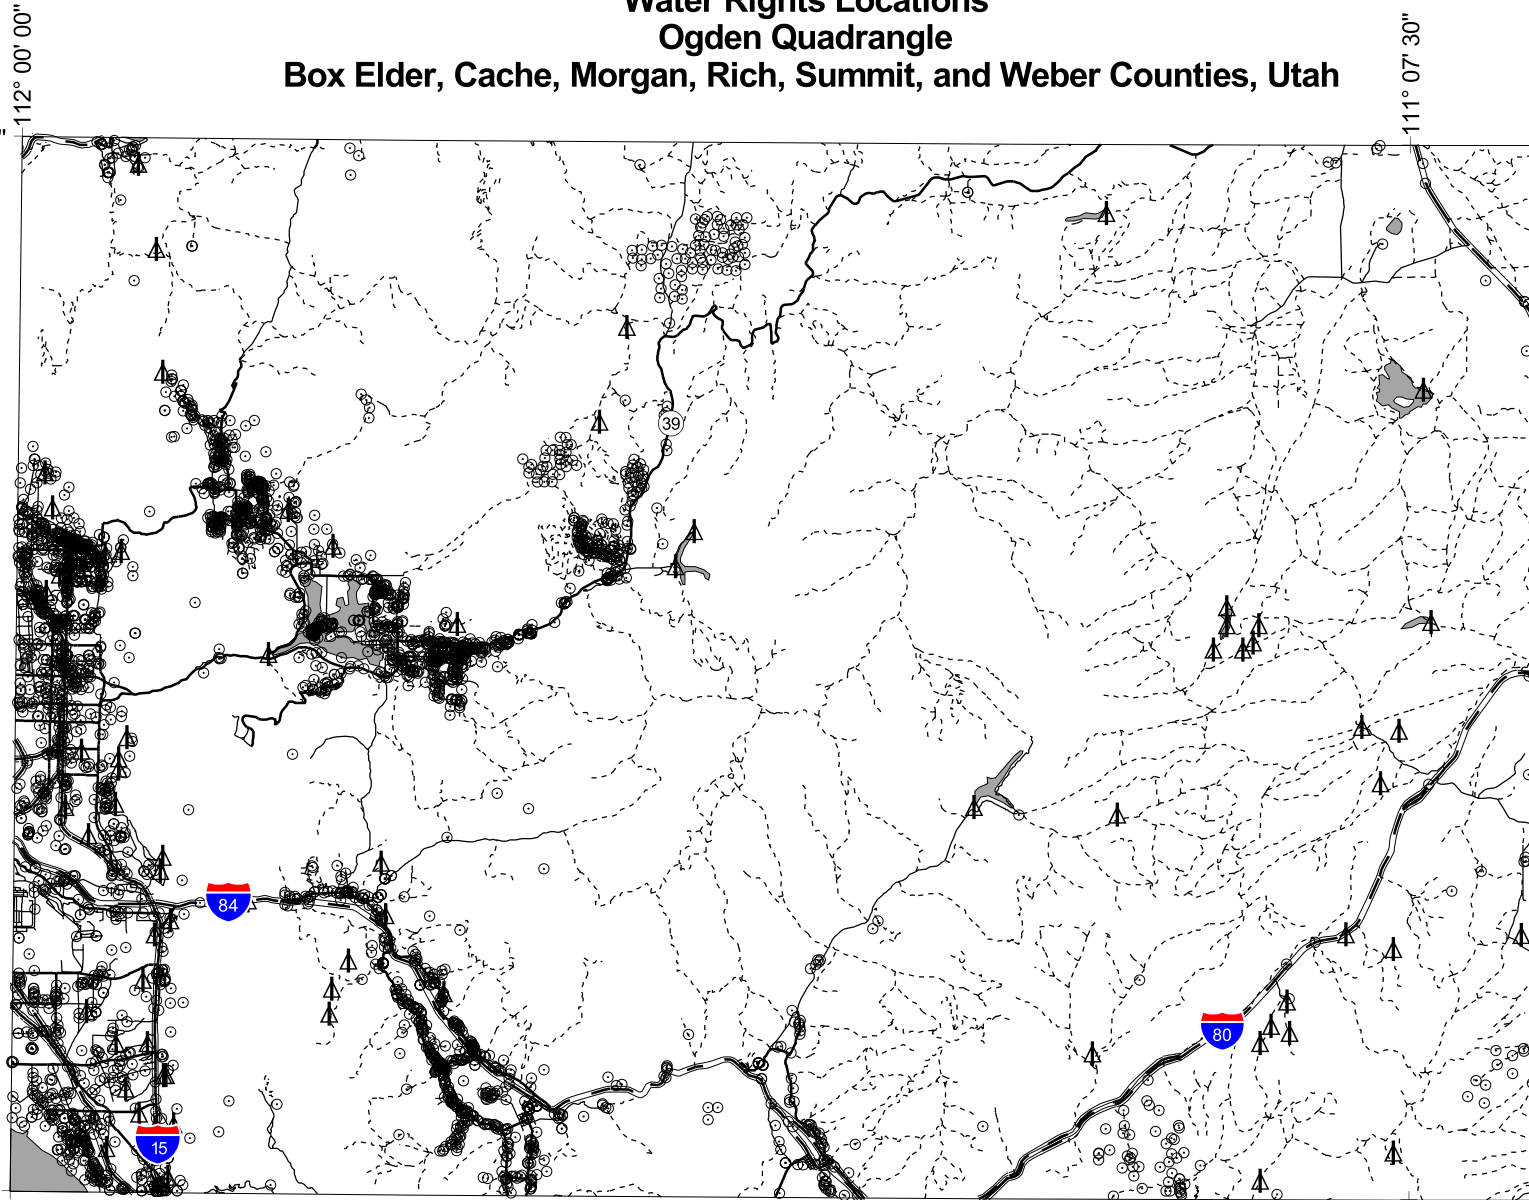 Water Rights Locations
Ogden Quadrangle
Box Elder, Cache, Morgan, Rich, Summit, and Weber Counties, Utah
112° 00' 00"
111° 07' 30"
"
39
84
80
15